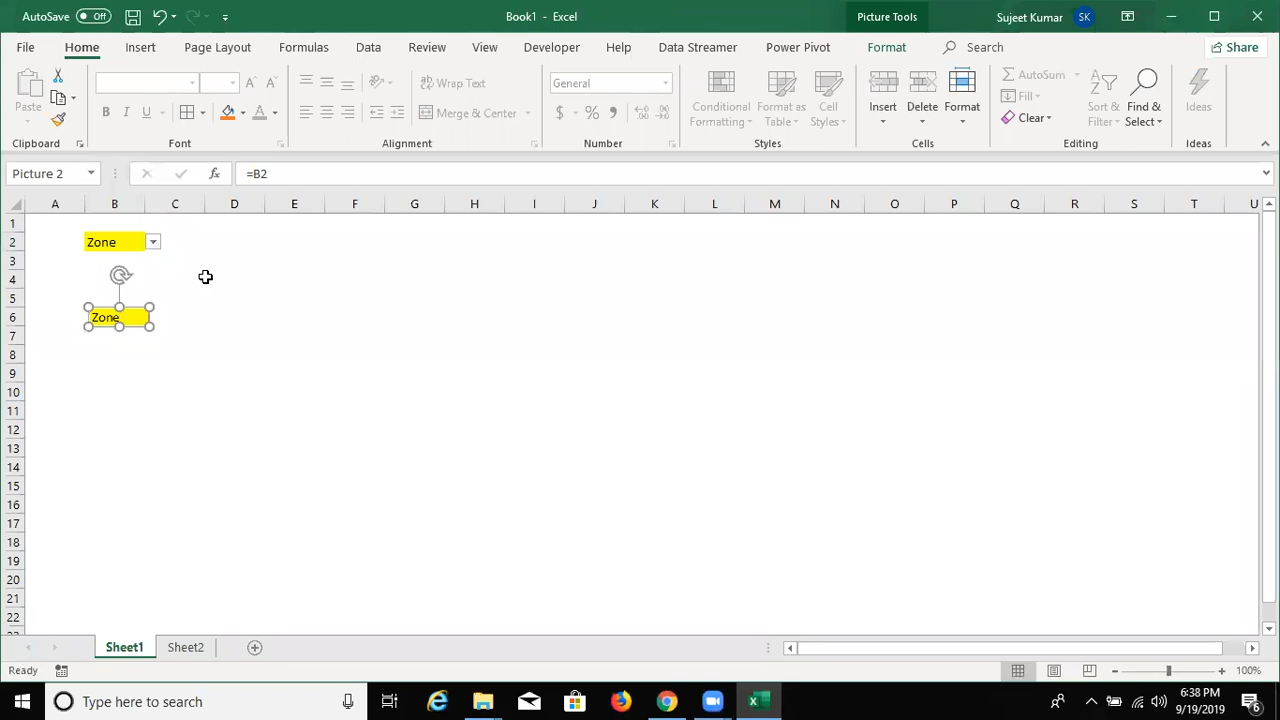 AutoSave Off Book1 - Excel Picture Tools Sujeet Kumar SK
File Home Insert Page Layout Formulas Data Review View Developer Help Data Streamer Power Pivot Format Search Share
Paste
Clipboard
B I U
Font
Wrap Text
Merge & Center
Alignment
General
$ % ,
Number
Conditional Formatting
Format as Table
Cell Styles
Styles
Insert Delete Format
Cells
AutoSum
Fill
Clear
Sort & Filter
Find & Select
Editing
Ideas
Ideas
Picture 2 fx =B2
A B C D E F G H I J K L M N O P Q R S T U
1
2 Zone
3
4
5
6 Zone
7
8
9
10
11
12
13
14
15
16
17
18
19
20
21
22
Sheet1 Sheet2
Ready 100%
Type here to search
6:38 PM
9/19/2019
6